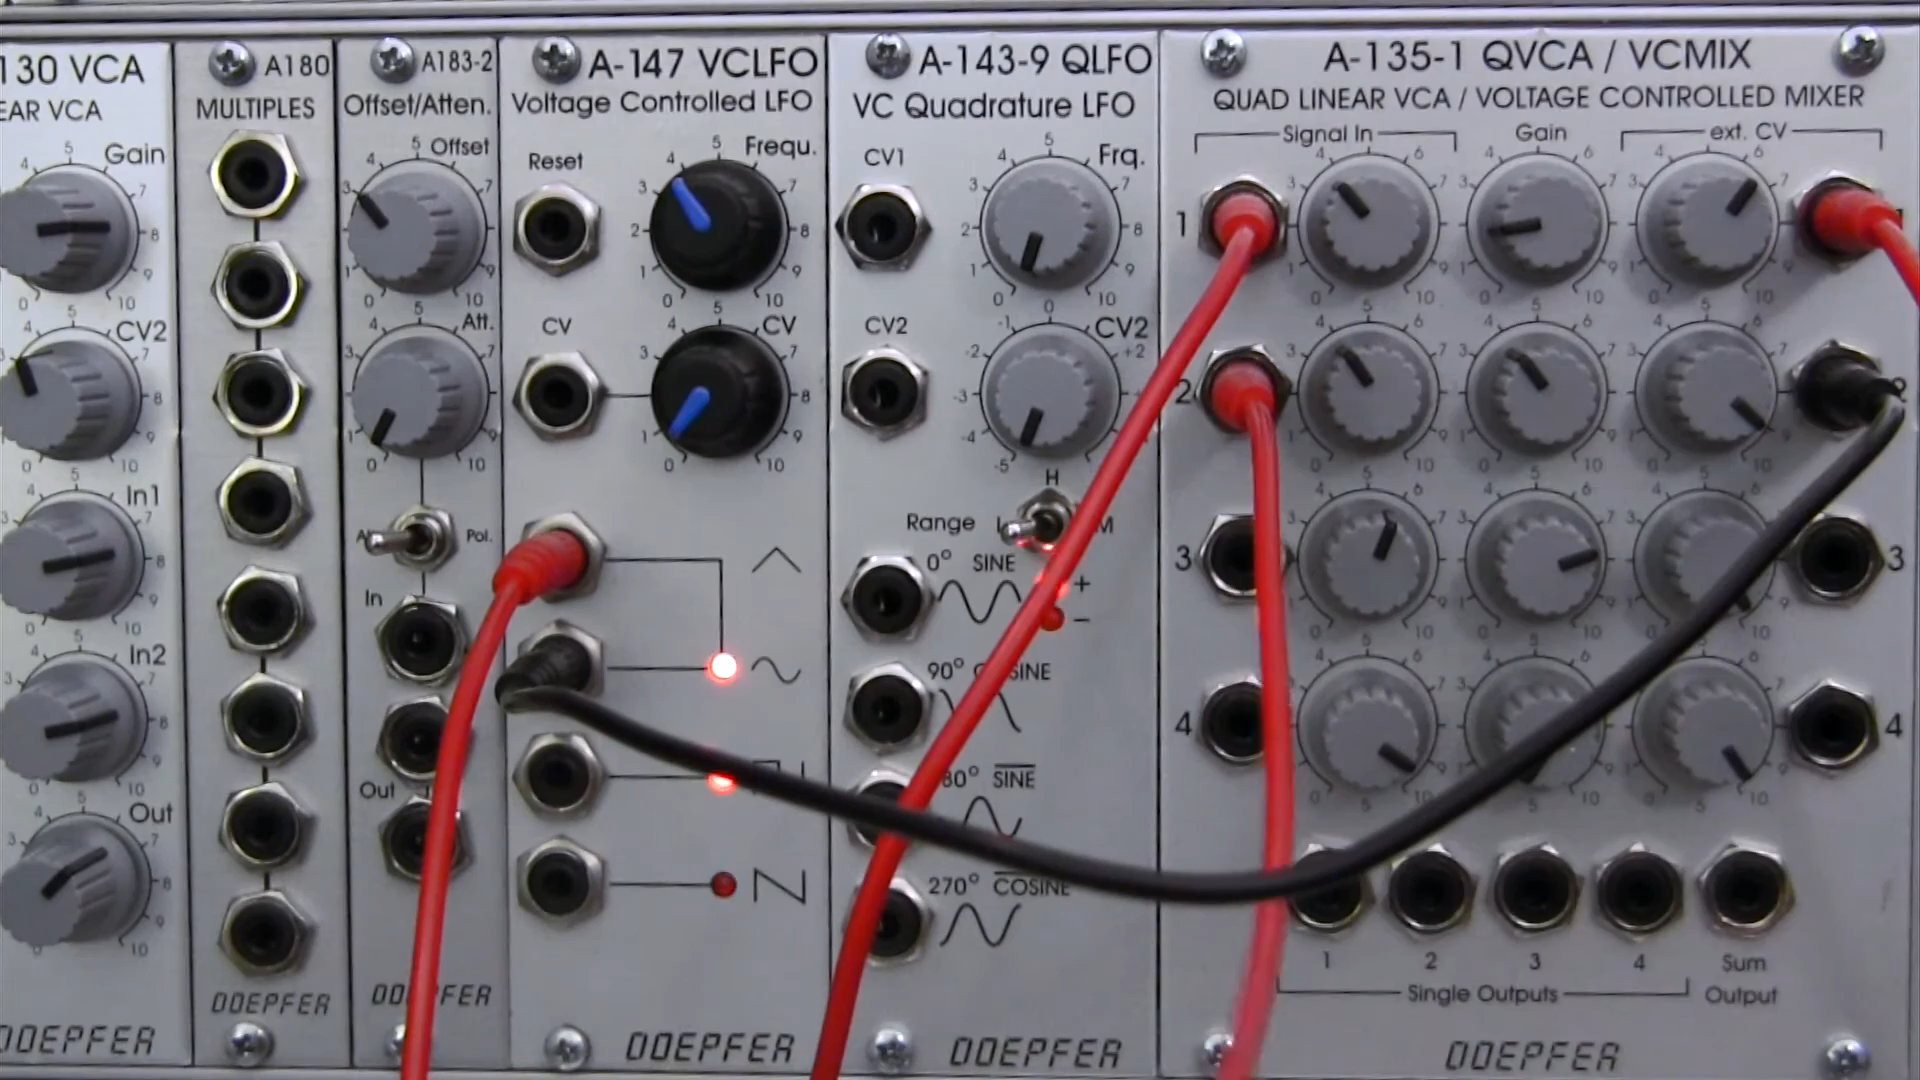 130 VCA
EAR VCA
Gain
CV2
In1
In2
Out
DOEPFER
A180
MULTIPLES
DOEPFER
A183-2
Offset/Atten.
Offset
Att.
Pol.
In
Out
A-147 VCLFO
Voltage Controlled LFO
Reset
Frequ.
CV
CV
DOEPFER
A-143-9 QLFO
VC Quadrature LFO
CV1
Frq.
CV2
CV2
H
Range
M
0° SINE
+
−
90°
SINE
80° SINE
270° COSINE
DOEPFER
A-135-1 QVCA / VCMIX
QUAD LINEAR VCA / VOLTAGE CONTROLLED MIXER
Signal In
Gain
ext. CV
1
2
3
3
4
4
1 2 3 4 Sum
Single Outputs
Output
DOEPFER